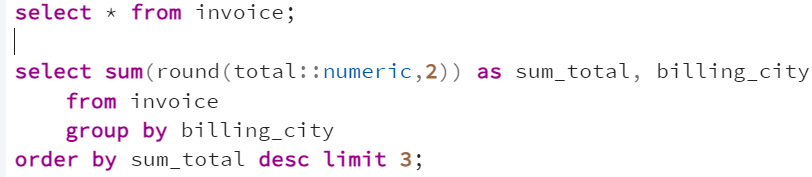 select * from invoice;
select sum(round(total::numeric,2)) as sum_total, billing_city
from invoice
group by billing_city
order by sum_total desc limit 3;